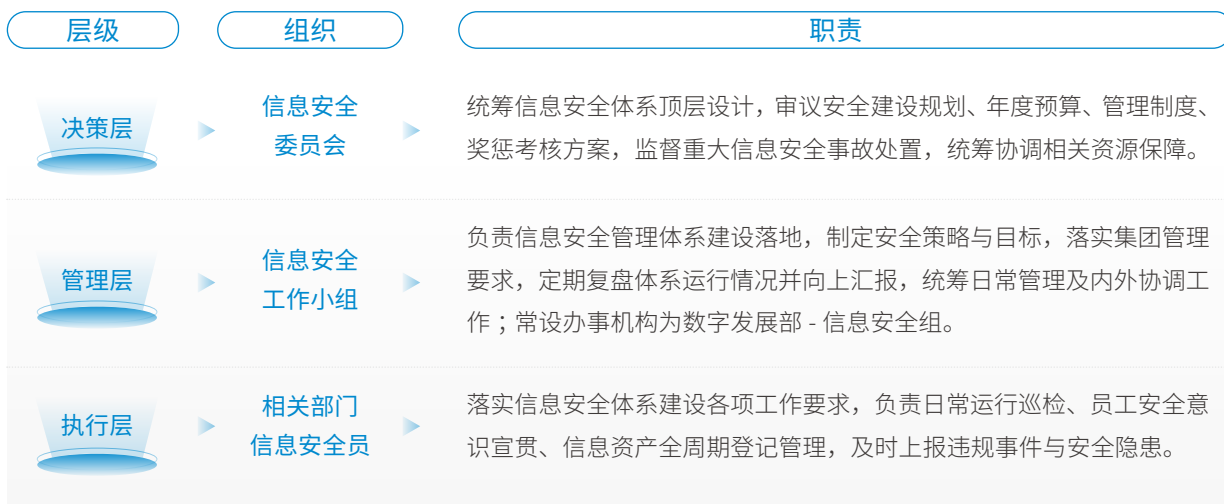 层级
组织
职责
决策层
信息安全
委员会
统筹信息安全体系顶层设计，审议安全建设规划、年度预算、管理制度、
奖惩考核方案，监督重大信息安全事故处置，统筹协调相关资源保障。
管理层
信息安全
工作小组
负责信息安全管理体系建设落地，制定安全策略与目标，落实集团管理
要求，定期复盘体系运行情况并向上汇报，统筹日常管理及内外协调工
作；常设办事机构为数字发展部 - 信息安全组。
执行层
相关部门
信息安全员
落实信息安全体系建设各项工作要求，负责日常运行巡检、员工安全意
识宣贯、信息资产全周期登记管理，及时上报违规事件与安全隐患。